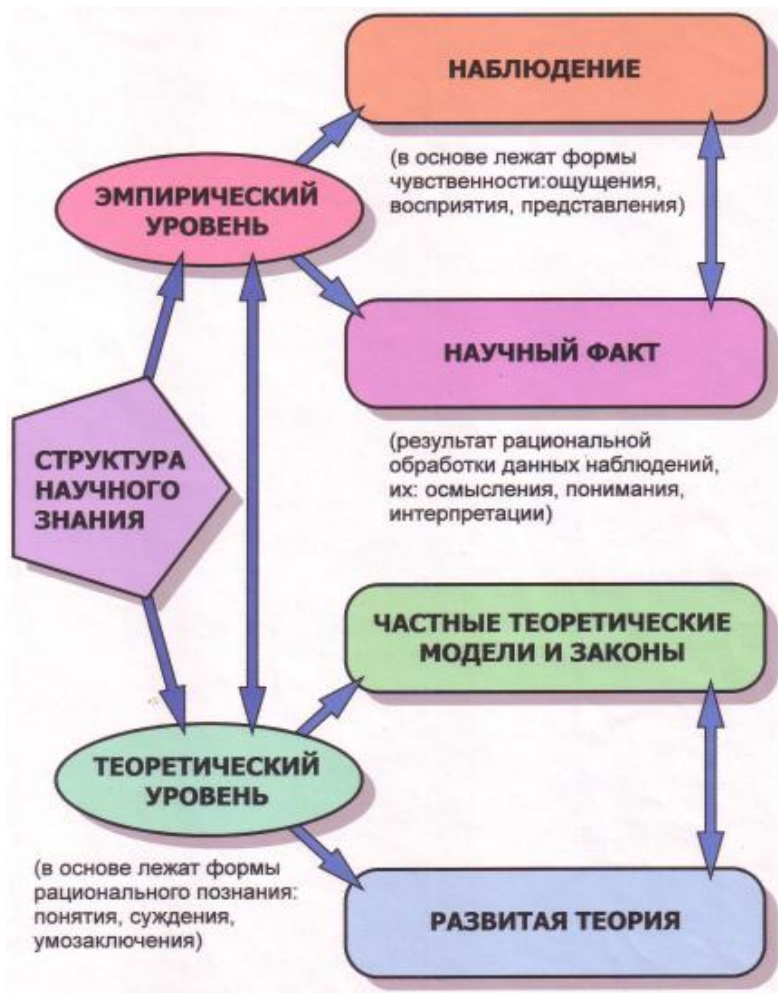 НАБЛЮДЕНИЕ
(в основе лежат формы
чувственности:ощущения,
восприятия, представления)
ЭМПИРИЧЕСКИЙ
УРОВЕНЬ
НАУЧНЫЙ ФАКТ
(результат рациональной
обработки данных наблюдений,
их: осмысления, понимания,
интерпретации)
СТРУКТУРА
НАУЧНОГО
ЗНАНИЯ
ЧАСТНЫЕ ТЕОРЕТИЧЕСКИЕ
МОДЕЛИ И ЗАКОНЫ
ТЕОРЕТИЧЕСКИЙ
УРОВЕНЬ
(в основе лежат формы
рационального познания:
понятия, суждения,
умозаключения)
РАЗВИТАЯ ТЕОРИЯ